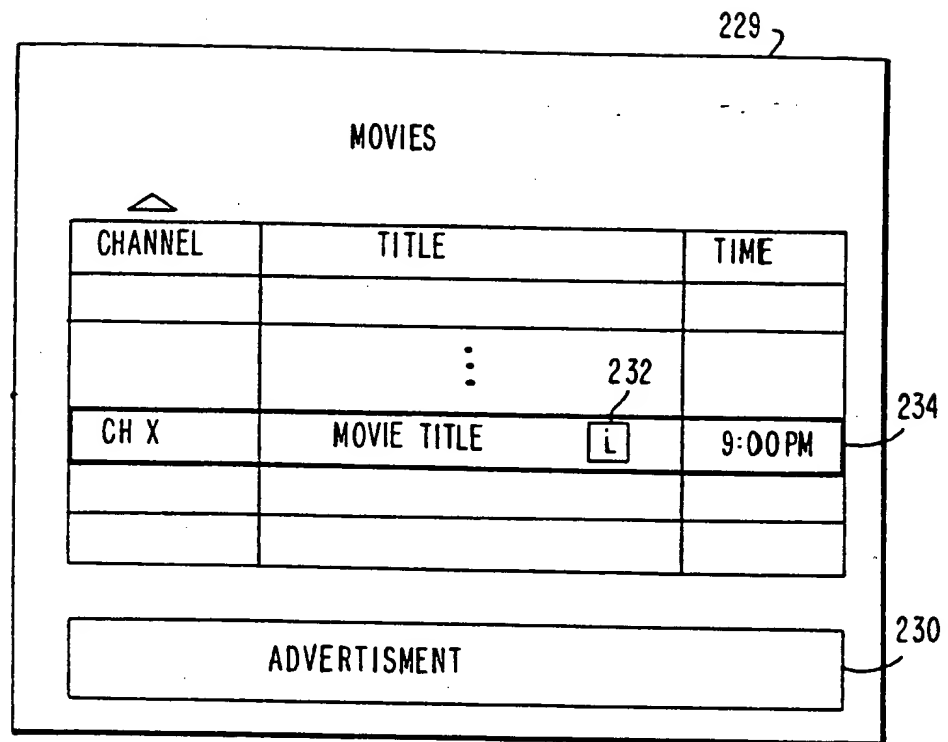 229
MOVIES
CHANNEL TITLE TIME
232
234
CH X MOVIE TITLE i 9:00PM
230
ADVERTISMENT